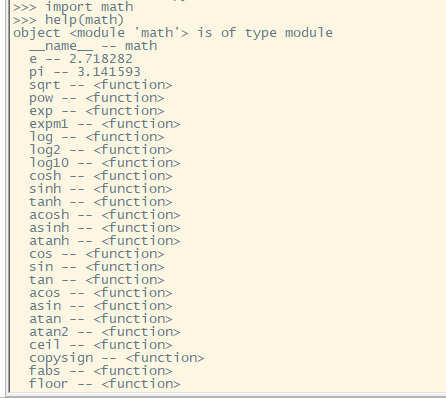 >>> import math
>>> help(math)
object <module 'math'> is of type module
  __name__ -- math
  e -- 2.718282
  pi -- 3.141593
  sqrt -- <function>
  pow -- <function>
  exp -- <function>
  expm1 -- <function>
  log -- <function>
  log2 -- <function>
  log10 -- <function>
  cosh -- <function>
  sinh -- <function>
  tanh -- <function>
  acosh -- <function>
  asinh -- <function>
  atanh -- <function>
  cos -- <function>
  sin -- <function>
  tan -- <function>
  acos -- <function>
  asin -- <function>
  atan -- <function>
  atan2 -- <function>
  ceil -- <function>
  copysign -- <function>
  fabs -- <function>
  floor -- <function>